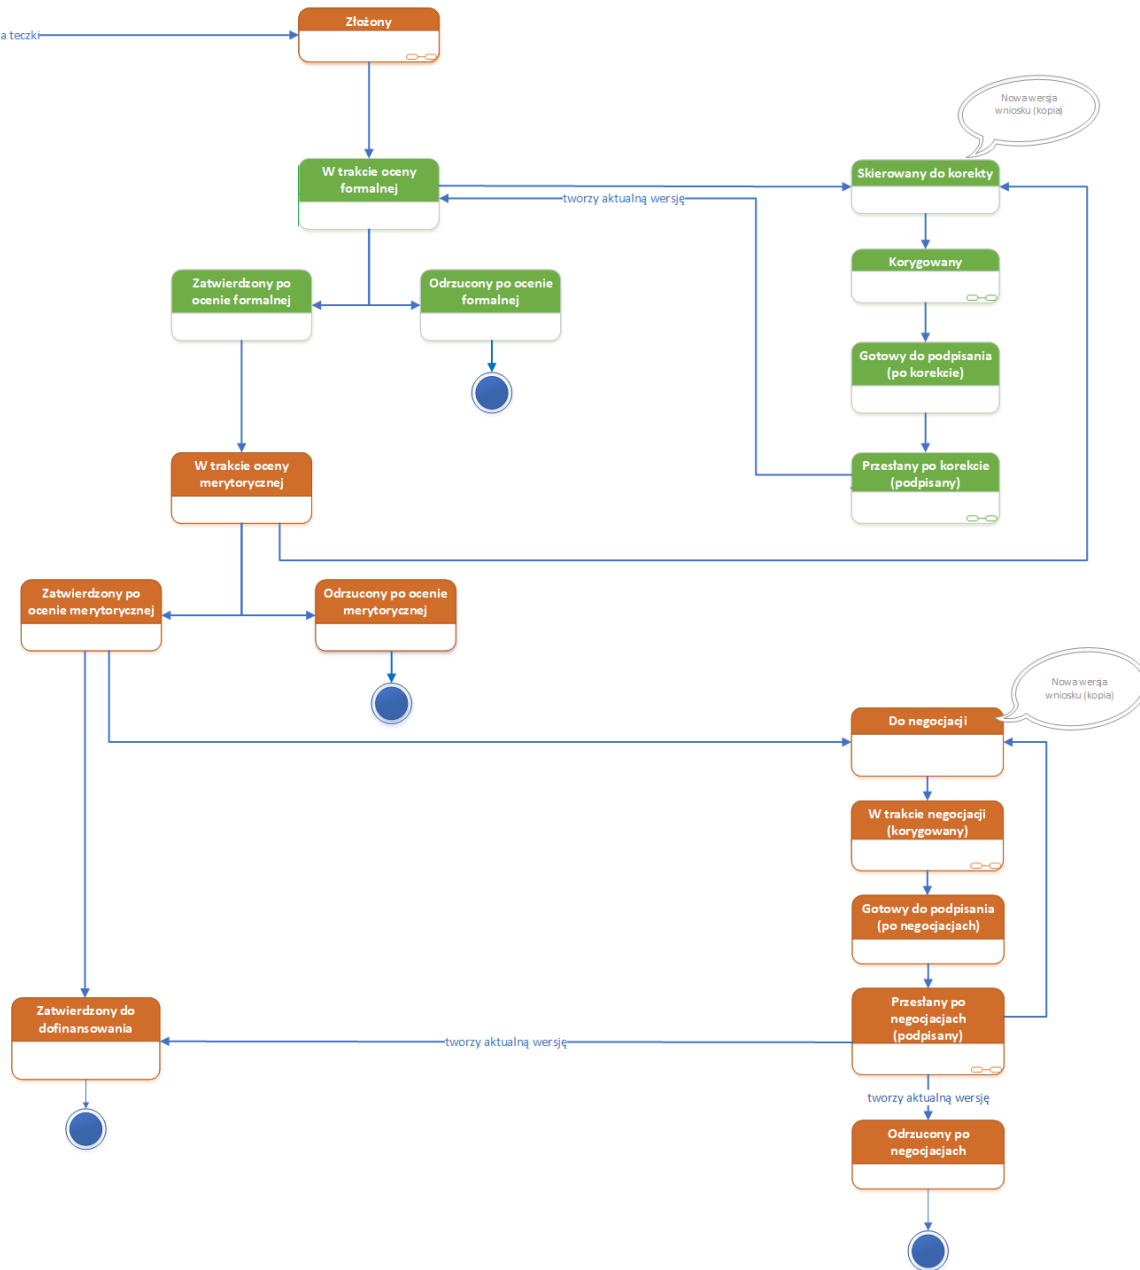 Złożony
a teczki
Nowa wersja
wniosku (kopia)
W trakcie oceny
formalnej
Skierowany do korekty
tworzy aktualną wersję
Korygowany
Zatwierdzony po
ocenie formalnej
Odrzucony po ocenie
formalnej
Gotowy do podpisania
(po korekcie)
W trakcie oceny
merytorycznej
Przesłany po korekcie
(podpisany)
Zatwierdzony po
ocenie merytorycznej
Odrzucony po ocenie
merytorycznej
Nowa wersja
wniosku (kopia)
Do negocjacji
W trakcie negocjacji
(korygowany)
Gotowy do podpisania
(po negocjacjach)
Zatwierdzony do
dofinansowania
Przesłany po
negocjacjach
(podpisany)
tworzy aktualną wersję
tworzy aktualną wersję
Odrzucony po
negocjacjach